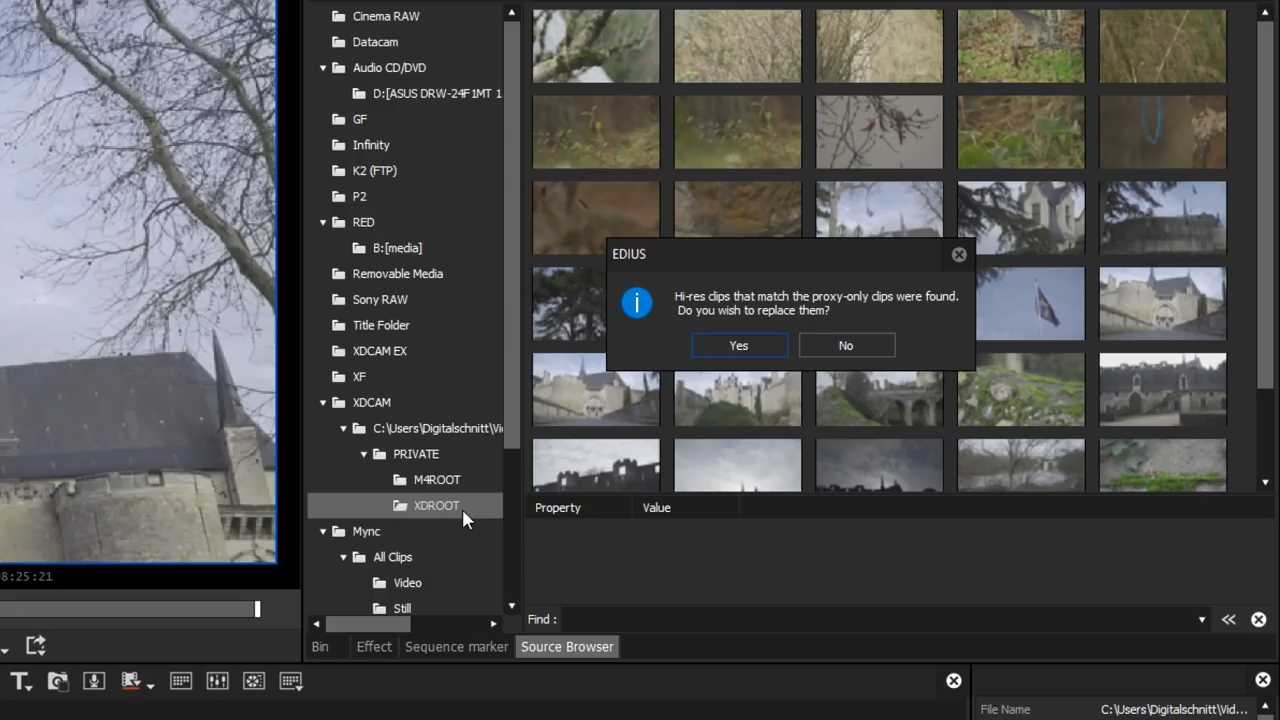 Cinema RAW
Datacam
Audio CD/DVD
D:[ASUS DRW-24F1MT 1
GF
Infinity
K2 (FTP)
P2
RED
B:[media]
Removable Media
Sony RAW
Title Folder
XDCAM EX
XF
XDCAM
C:\Users\Digitalschnitt\Vi
PRIVATE
M4ROOT
XDROOT
Mync
All Clips
Video
Still
EDIUS
Hi-res clips that match the proxy-only clips were found.
Do you wish to replace them?
Yes No
Property Value
Find :
8:25:21
Bin Effect Sequence marker Source Browser
File Name C:\Users\Digitalschnitt\Vid...